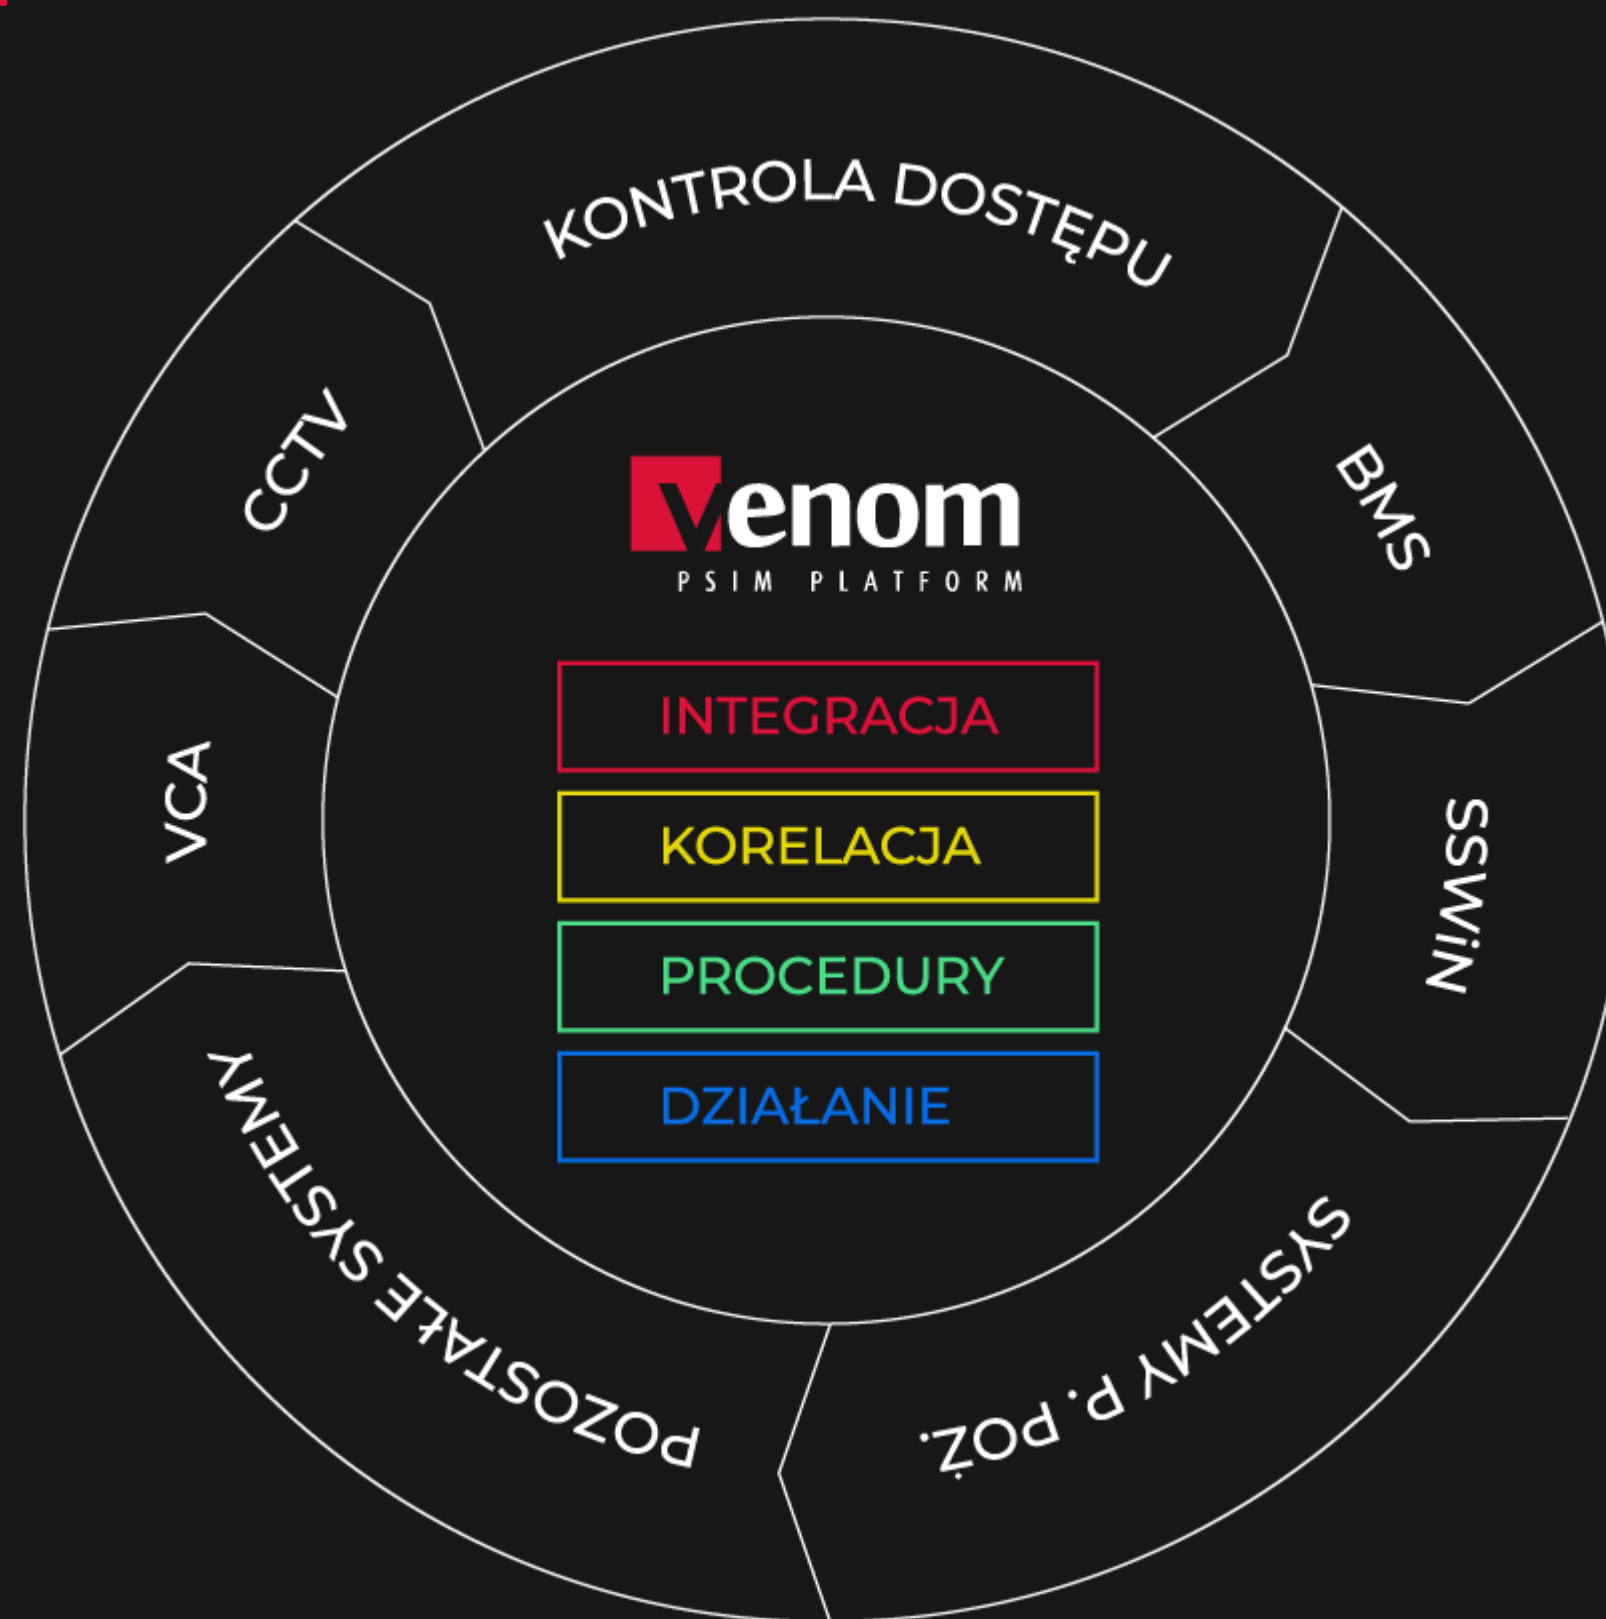 KONTROLA DOSTĘPU
BMS
SSWiN
SYSTEMY P. POŻ.
POZOSTAŁE SYSTEMY
VCA
CCTV
venom
PSIM PLATFORM
INTEGRACJA
KORELACJA
PROCEDURY
DZIAŁANIE